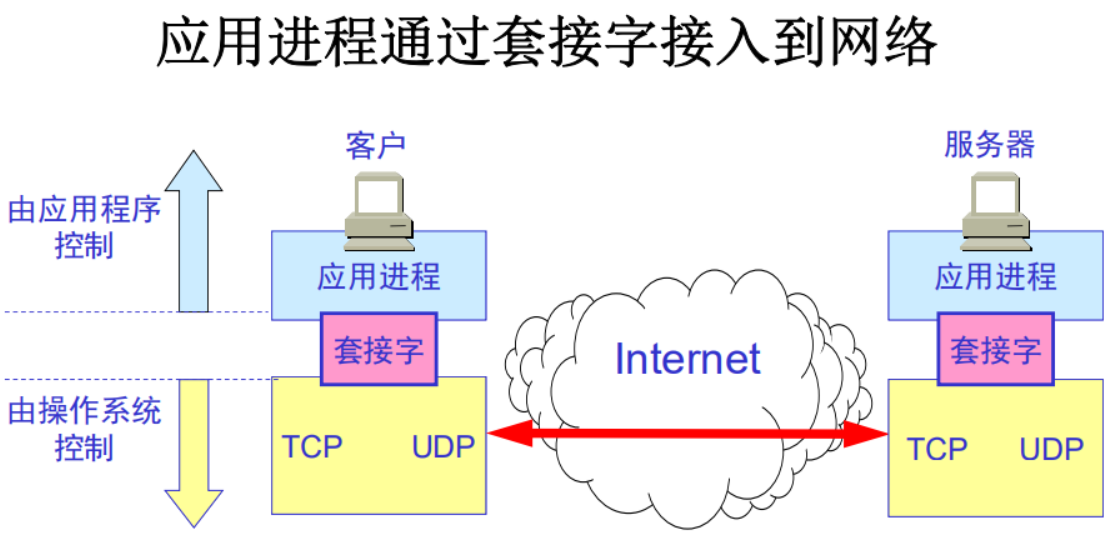 应用进程通过套接字接入到网络
客户
服务器
由应用程序
控制
应用进程
应用进程
套接字
Internet
套接字
由操作系统
控制
TCP
UDP
TCP
UDP